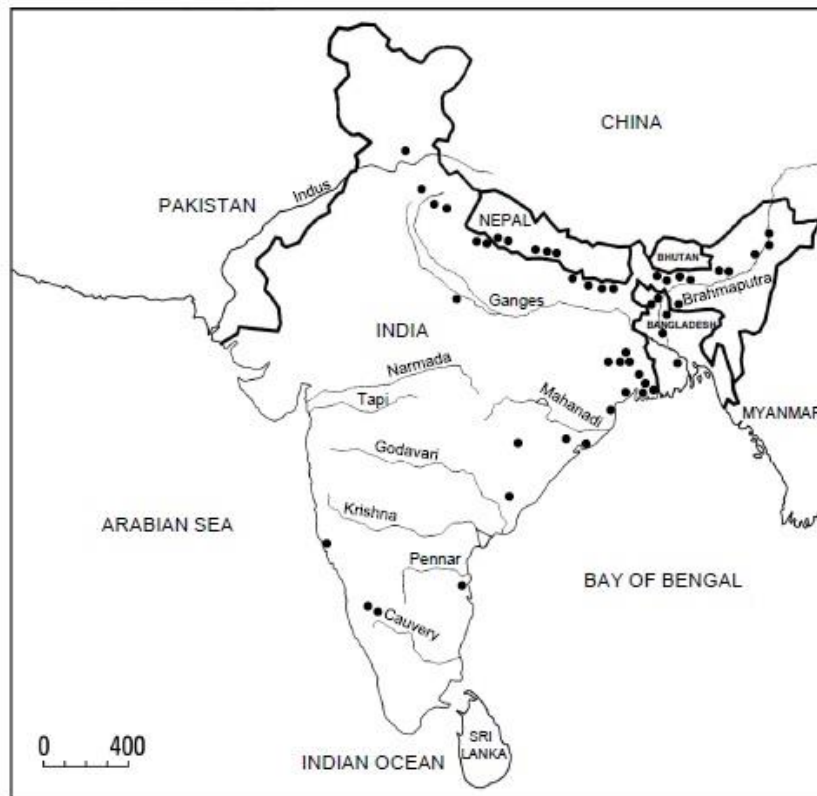 CHINA
PAKISTAN
Indus
NEPAL
BHUTAN
Brahmaputra
Ganges
BANGLADESH
INDIA
Narmada
Tapi
Mahanadi
MYANMAR
Godavari
Krishna
ARABIAN SEA
Pennar
BAY OF BENGAL
Cauvery
0 400
SRI
LANKA
INDIAN OCEAN